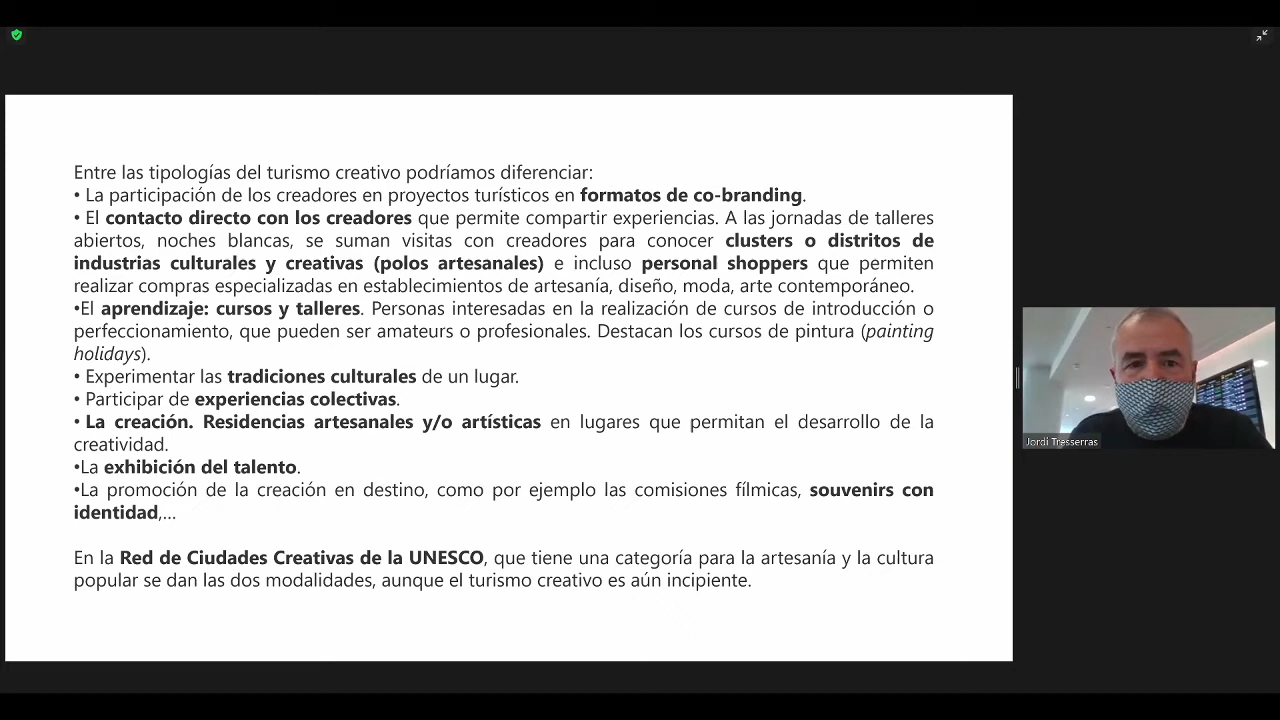 Entre las tipologías del turismo creativo podríamos diferenciar:
• La participación de los creadores en proyectos turísticos en formatos de co-branding.
• El contacto directo con los creadores que permite compartir experiencias. A las jornadas de talleres
abiertos, noches blancas, se suman visitas con creadores para conocer clusters o distritos de
industrias culturales y creativas (polos artesanales) e incluso personal shoppers que permiten
realizar compras especializadas en establecimientos de artesanía, diseño, moda, arte contemporáneo.
•El aprendizaje: cursos y talleres. Personas interesadas en la realización de cursos de introducción o
perfeccionamiento, que pueden ser amateurs o profesionales. Destacan los cursos de pintura (painting
holidays).
• Experimentar las tradiciones culturales de un lugar.
• Participar de experiencias colectivas.
• La creación. Residencias artesanales y/o artísticas en lugares que permitan el desarrollo de la
creatividad.
•La exhibición del talento.
•La promoción de la creación en destino, como por ejemplo las comisiones fílmicas, souvenirs con
identidad,...
En la Red de Ciudades Creativas de la UNESCO, que tiene una categoría para la artesanía y la cultura
popular se dan las dos modalidades, aunque el turismo creativo es aún incipiente.
Jordi Tresserras